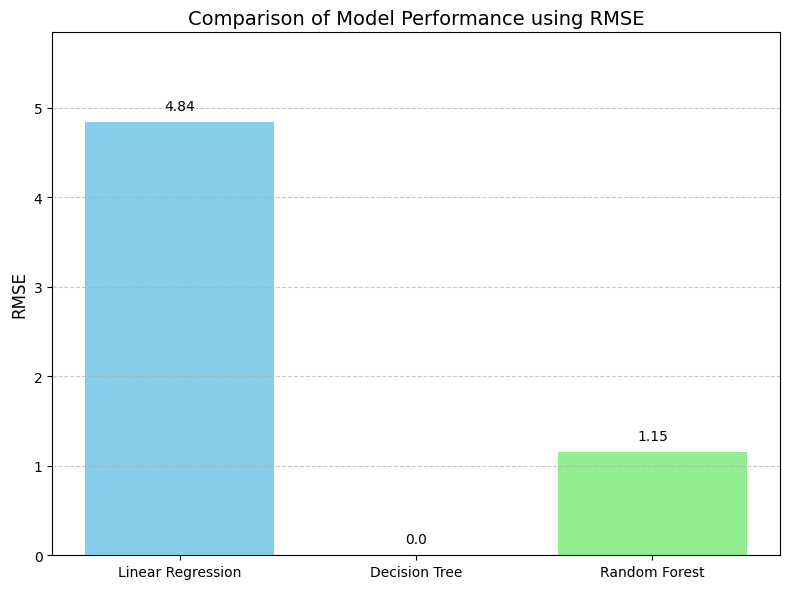 Comparison of Model Performance using RMSE
RMSE
5
4
3
2
1
0
4.84
0.0
1.15
Linear Regression
Decision Tree
Random Forest